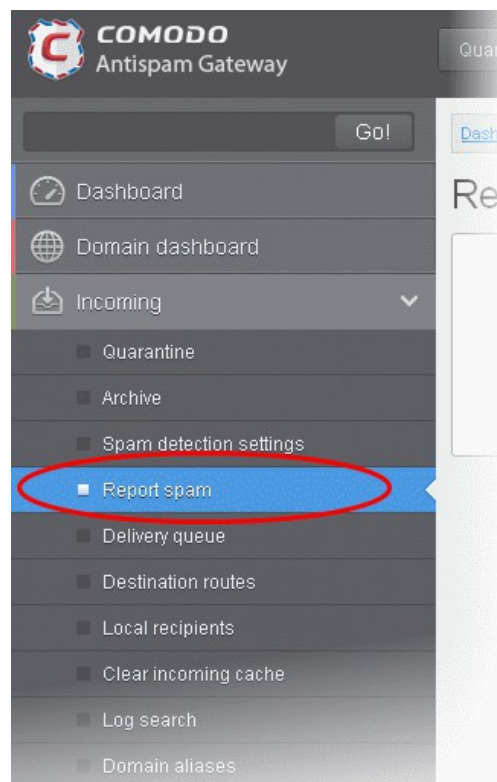 COMODO
Antispam Gateway
Go!
Dashboard
Domain dashboard
Incoming
Quarantine
Archive
Spam detection settings
Report spam
Delivery queue
Destination routes
Local recipients
Clear incoming cache
Log search
Domain aliases